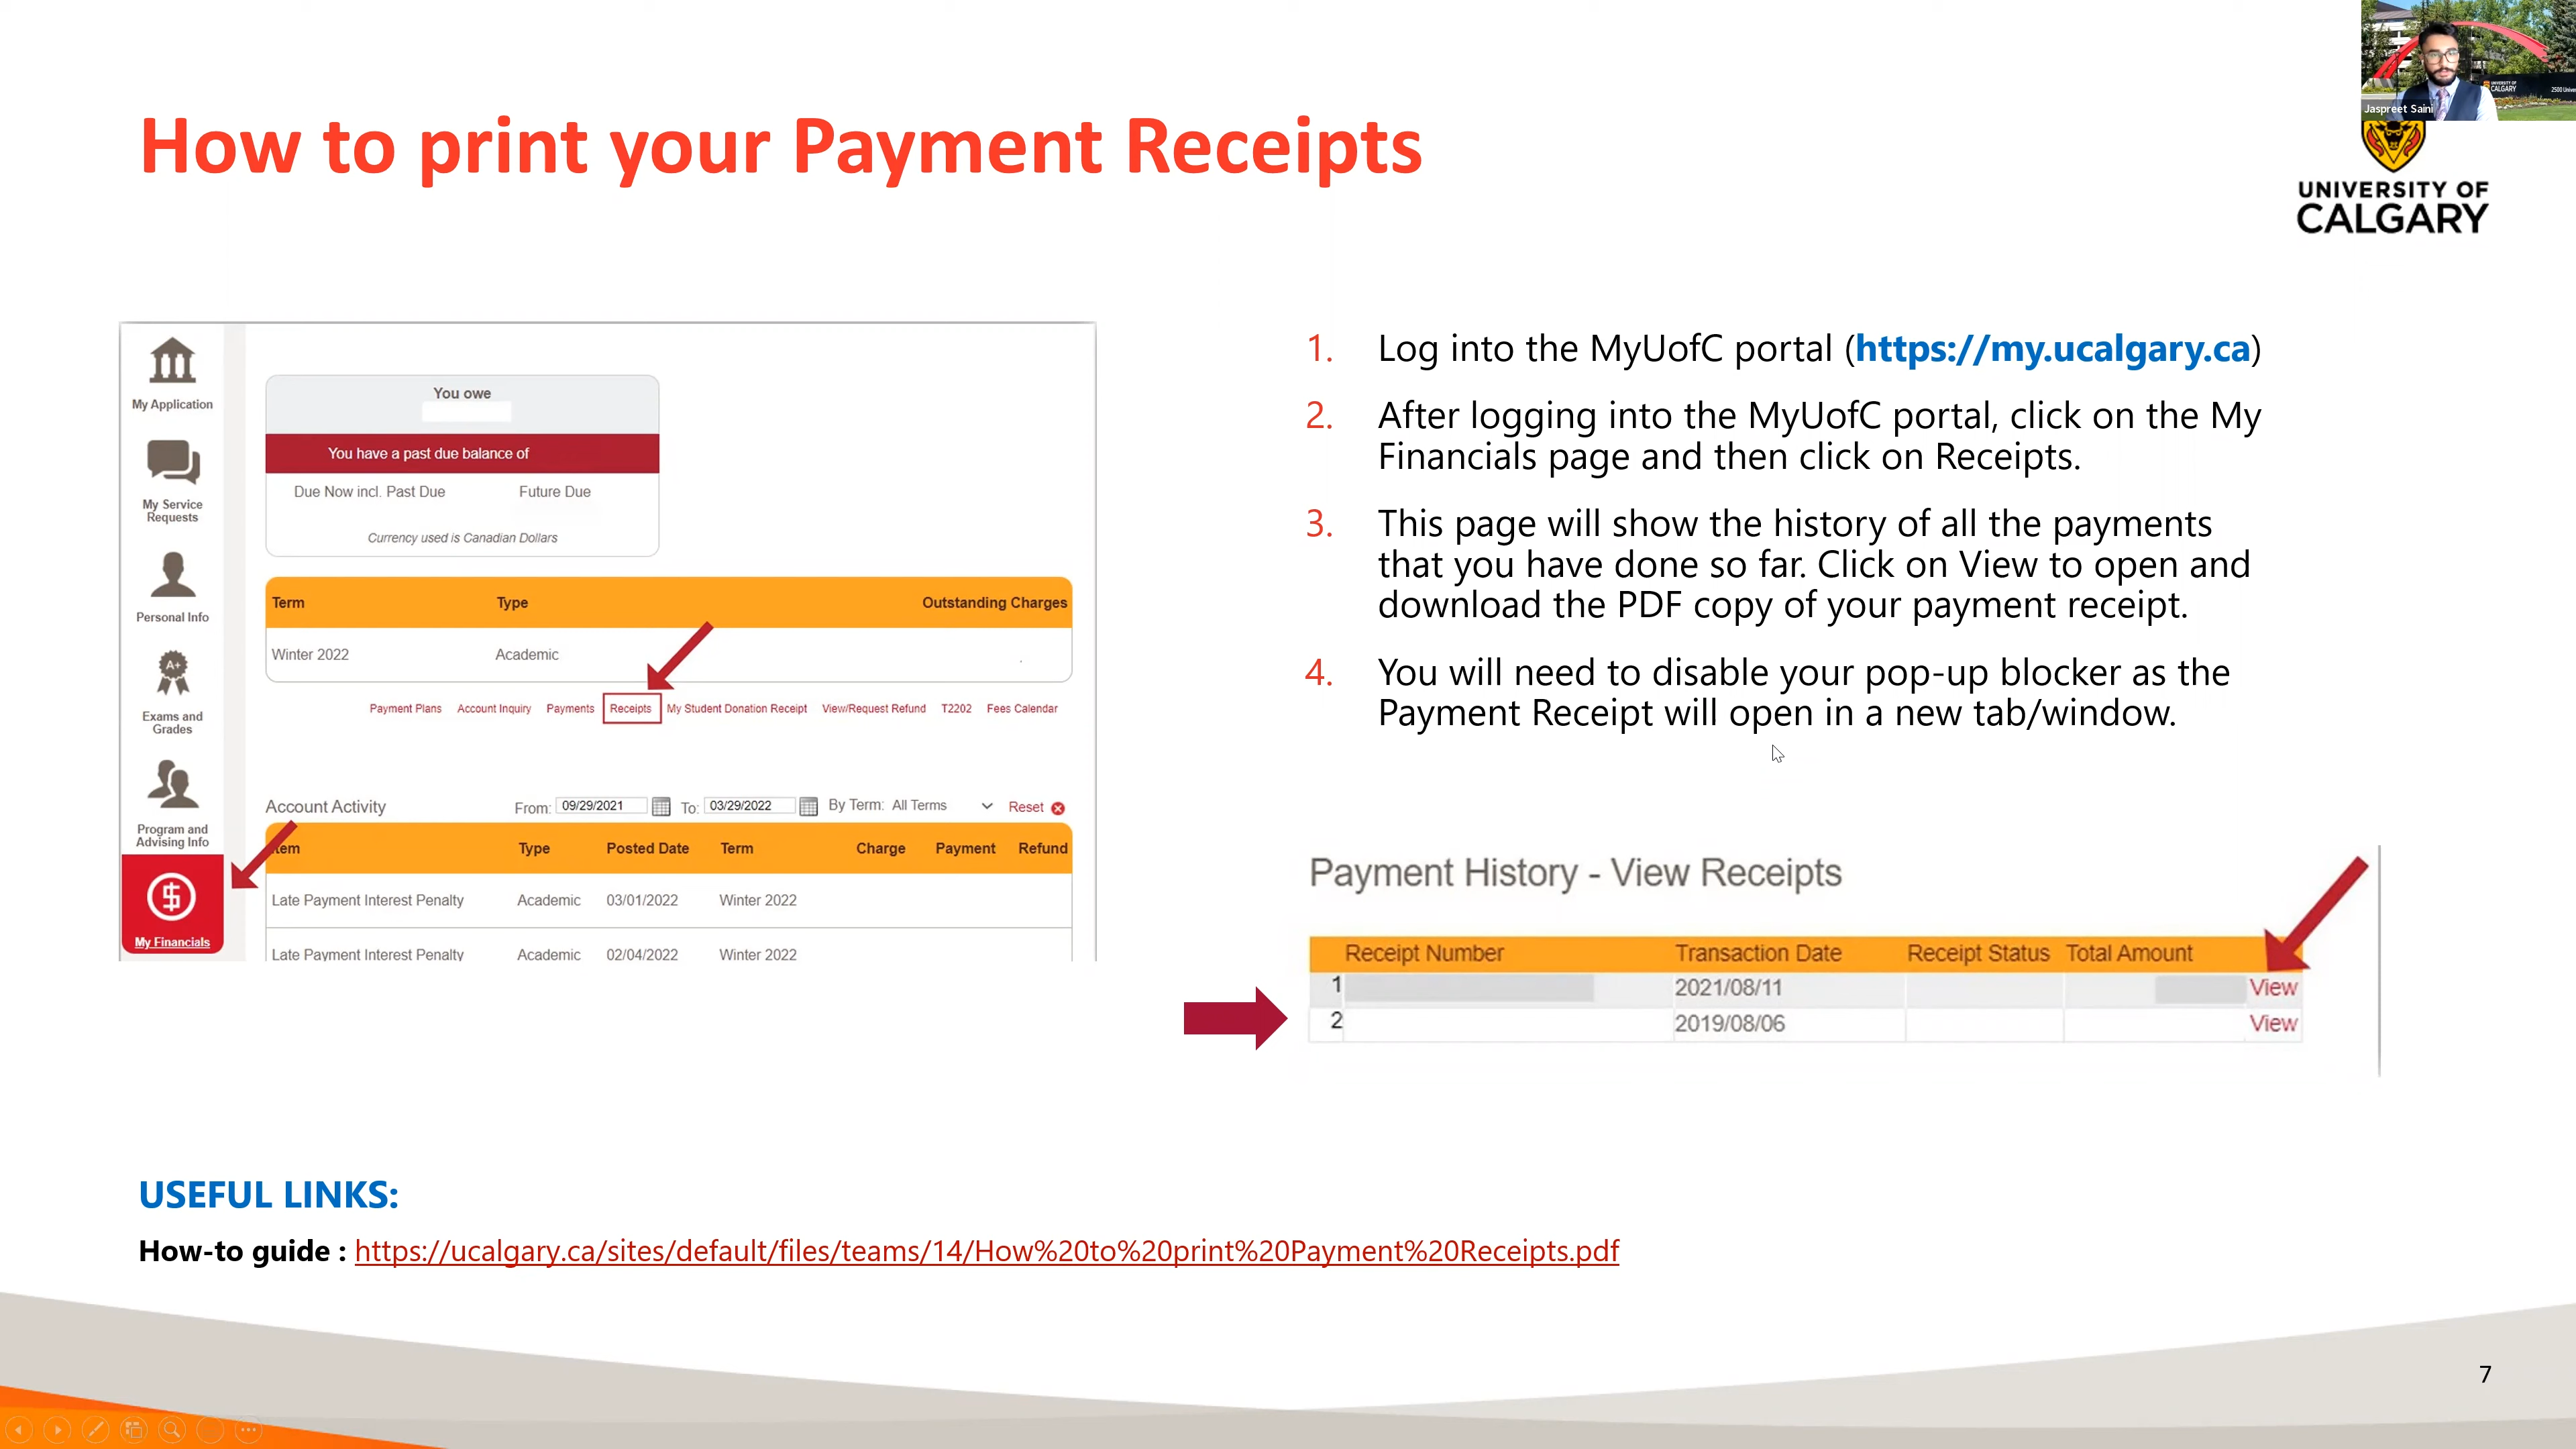 How to print your Payment Receipts
Jaspreet Saini
UNIVERSITY OF
CALGARY
My Application
My Service
Requests
Personal Info
A+
Exams and
Grades
Program and
Advising Info
My Financials
You owe
You have a past due balance of
Due Now incl. Past Due Future Due
Currency used is Canadian Dollars
Term Type Outstanding Charges
Winter 2022 Academic
Payment Plans Account Inquiry Payments Receipts My Student Donation Receipt View/Request Refund T2202 Fees Calendar
Account Activity From: 09/29/2021 To: 03/29/2022 By Term: All Terms Reset
Type Posted Date Term Charge Payment Refund
Late Payment Interest Penalty Academic 03/01/2022 Winter 2022
Late Payment Interest Penalty Academic 02/04/2022 Winter 2022
1. Log into the MyUofC portal (https://my.ucalgary.ca)
2. After logging into the MyUofC portal, click on the My
Financials page and then click on Receipts.
3. This page will show the history of all the payments
that you have done so far. Click on View to open and
download the PDF copy of your payment receipt.
4. You will need to disable your pop-up blocker as the
Payment Receipt will open in a new tab/window.
Payment History - View Receipts
Receipt Number Transaction Date Receipt Status Total Amount
1 2021/08/11 View
2 2019/08/06 View
USEFUL LINKS:
How-to guide : https://ucalgary.ca/sites/default/files/teams/14/How%20to%20print%20Payment%20Receipts.pdf
7